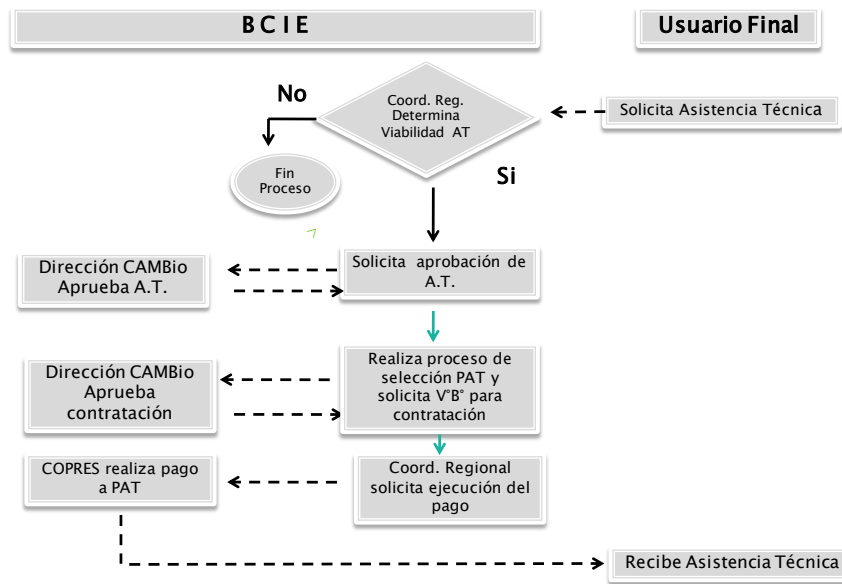 B C I E
Usuario Final
No
Coord. Reg.
Determina
Viabilidad AT
Solicita Asistencia Técnica
Fin
Proceso
Si
Dirección CAMBio
Aprueba A.T.
Solicita aprobación de
A.T.
Dirección CAMBio
Aprueba
contratación
Realiza proceso de
selección PAT y
solicita V°B° para
contratación
COPRES realiza pago
a PAT
Coord. Regional
solicita ejecución del
pago
Recibe Asistencia Técnica